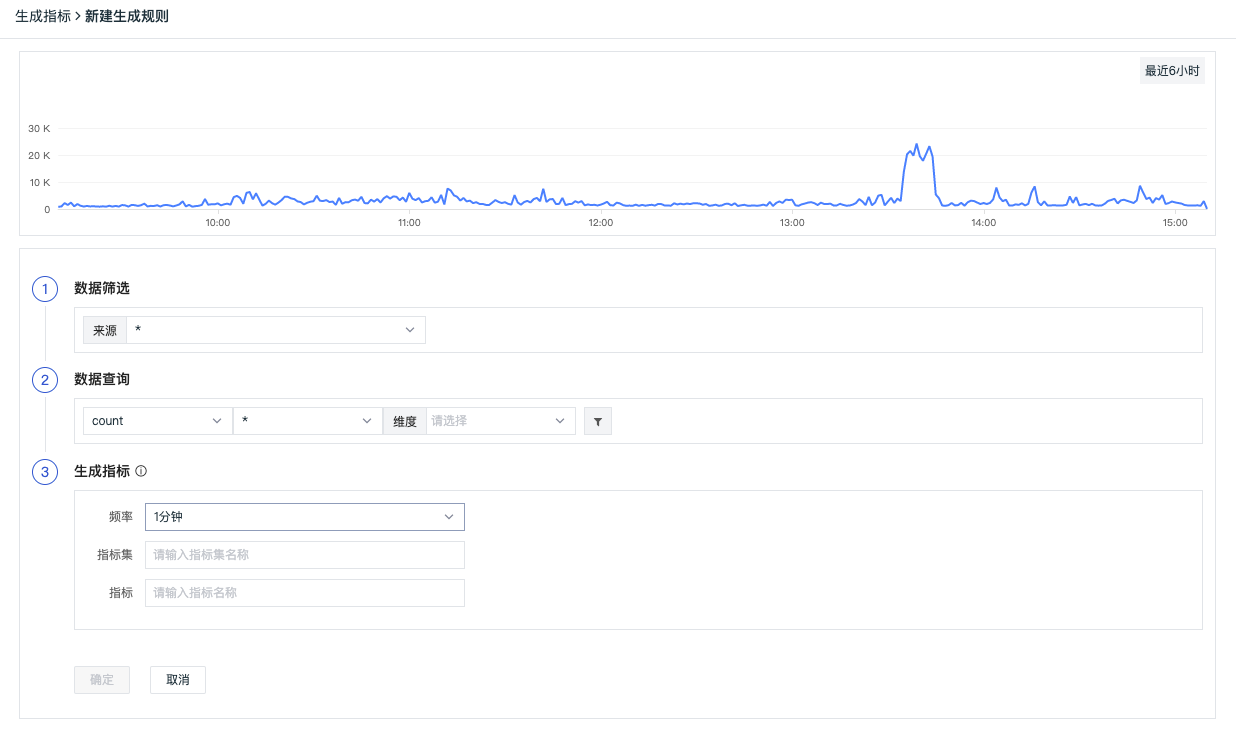 生成指标 > 新建生成规则
最近6小时
30 K
20 K
10 K
0
10:00 11:00 12:00 13:00 14:00 15:00
1 数据筛选
来源 *
2 数据查询
count * 维度 请选择
3 生成指标
频率 1分钟
指标集 请输入指标集名称
指标 请输入指标名称
确定 取消